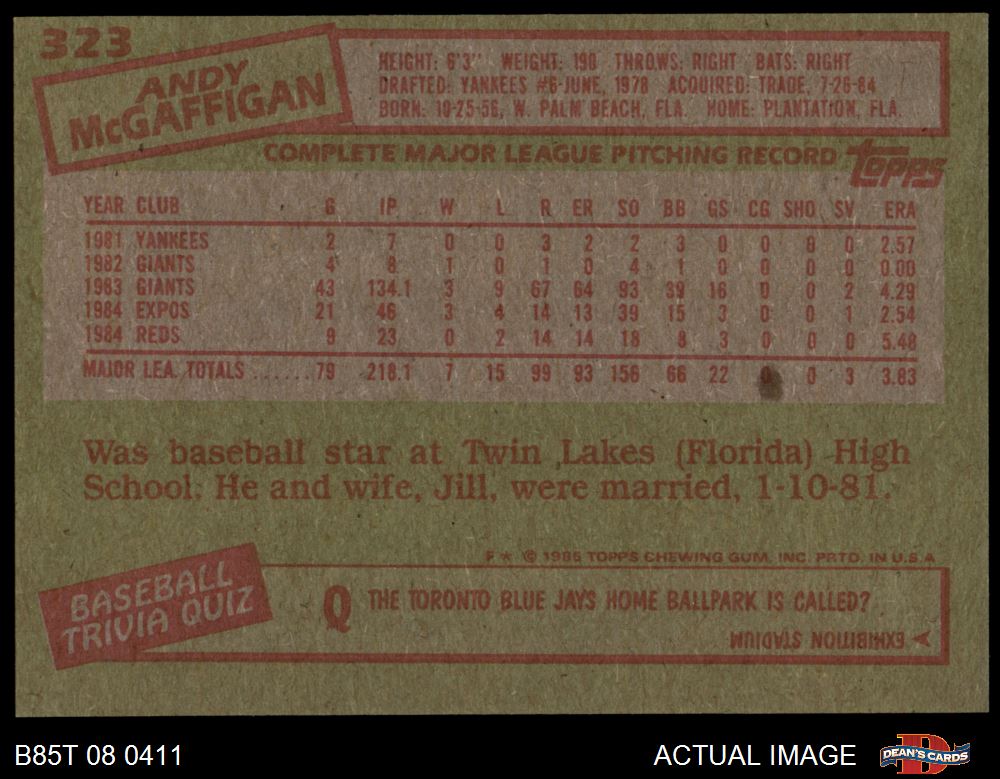 323
ANDY
McGAFFIGAN
HEIGHT: 6'3" WEIGHT: 190 THROWS: RIGHT BATS: RIGHT
DRAFTED: YANKEES #6-JUNE, 1978 ACQUIRED: TRADE, 7-26-84
BORN: 10-25-56, W. PALM BEACH, FLA. HOME: PLANTATION, FLA.
COMPLETE MAJOR LEAGUE PITCHING RECORD topps
YEAR CLUB G IP W L R ER SO BB GS CG SHO SV ERA
1981 YANKEES 2 7 0 0 3 2 2 3 0 0 0 0 2.57
1982 GIANTS 4 8 1 0 1 0 4 1 0 0 0 0 0.00
1983 GIANTS 43 134.1 3 9 67 64 93 39 16 0 0 2 4.29
1984 EXPOS 21 46 3 4 14 13 39 15 3 0 0 1 2.54
1984 REDS 9 23 0 2 14 14 18 8 3 0 0 0 5.48
MAJOR LEA. TOTALS ...... 79 218.1 7 15 99 93 156 66 22 0 0 3 3.83
Was baseball star at Twin Lakes (Florida) High
School. He and wife, Jill, were married, 1-10-81.
F ★ © 1985 TOPPS CHEWING GUM, INC. PRTD. IN U.S.A.
BASEBALL
TRIVIA QUIZ
Q THE TORONTO BLUE JAYS HOME BALLPARK IS CALLED?
A EXHIBITION STADIUM
B85T 08 0411
ACTUAL IMAGE
D
DEAN'S CARDS